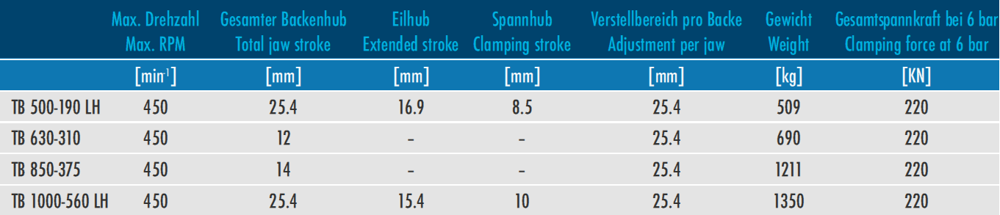 Max. Drehzahl Gesamter Backenhub Eilhub Spannhub Verstellbereich pro Backe Gewicht Gesamtspannkraft bei 6 bar
Max. RPM Total jaw stroke Extended stroke Clamping stroke Adjustment per jaw Weight Clamping force at 6 bar
[min⁻¹] [mm] [mm] [mm] [mm] [kg] [KN]
TB 500-190 LH 450 25.4 16.9 8.5 25.4 509 220
TB 630-310 450 12 – – 25.4 690 220
TB 850-375 450 14 – – 25.4 1211 220
TB 1000-560 LH 450 25.4 15.4 10 25.4 1350 220